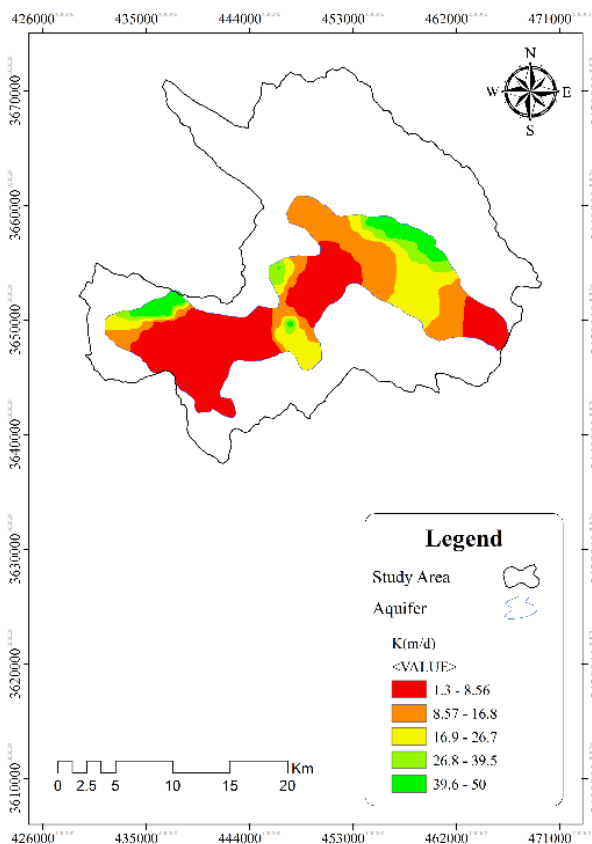 426000 435000 444000 453000 462000 471000
N
W E
S
3670000
3660000
3650000
3640000
3630000
3620000
3610000
Legend
Study Area
Aquifer
K(m/d)
<VALUE>
1.3 - 8.56
8.57 - 16.8
16.9 - 26.7
26.8 - 39.5
39.6 - 50
Km
0 2.5 5 10 15 20
426000 435000 444000 453000 462000 471000